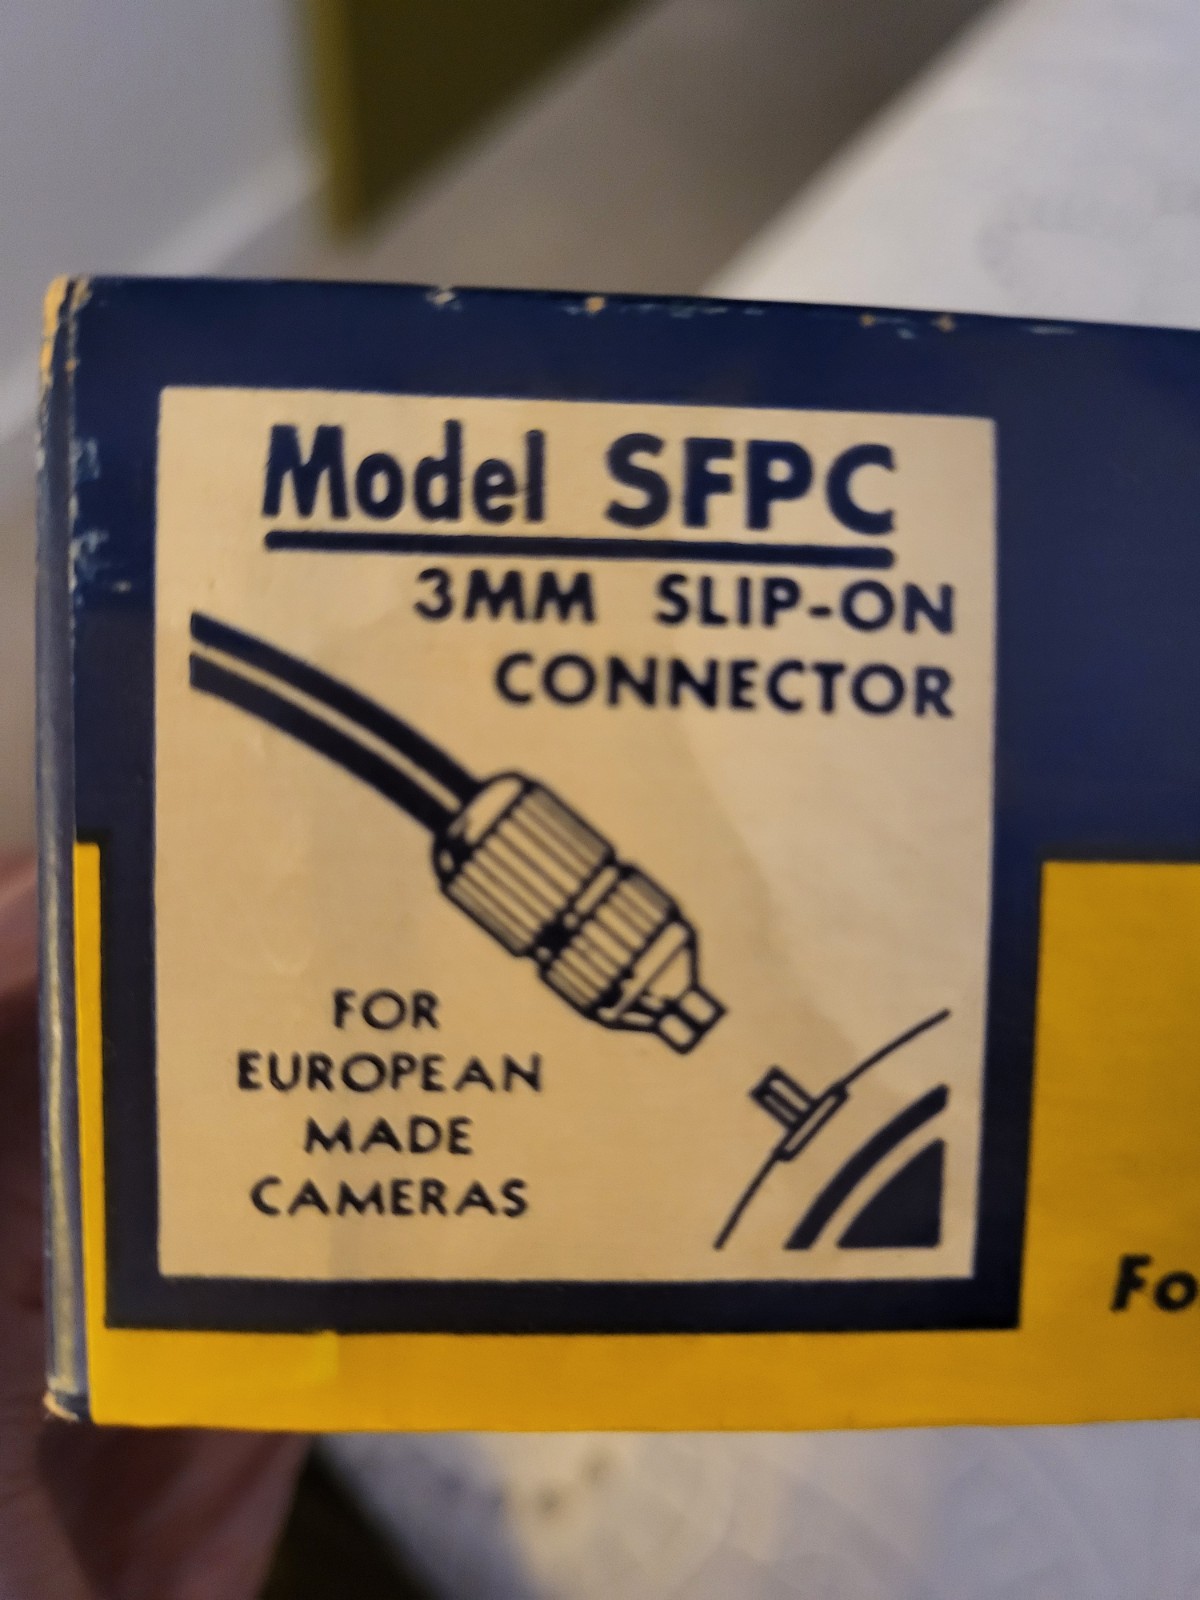 Model SFPC
3MM SLIP-ON
CONNECTOR
FOR
EUROPEAN
MADE
CAMERAS